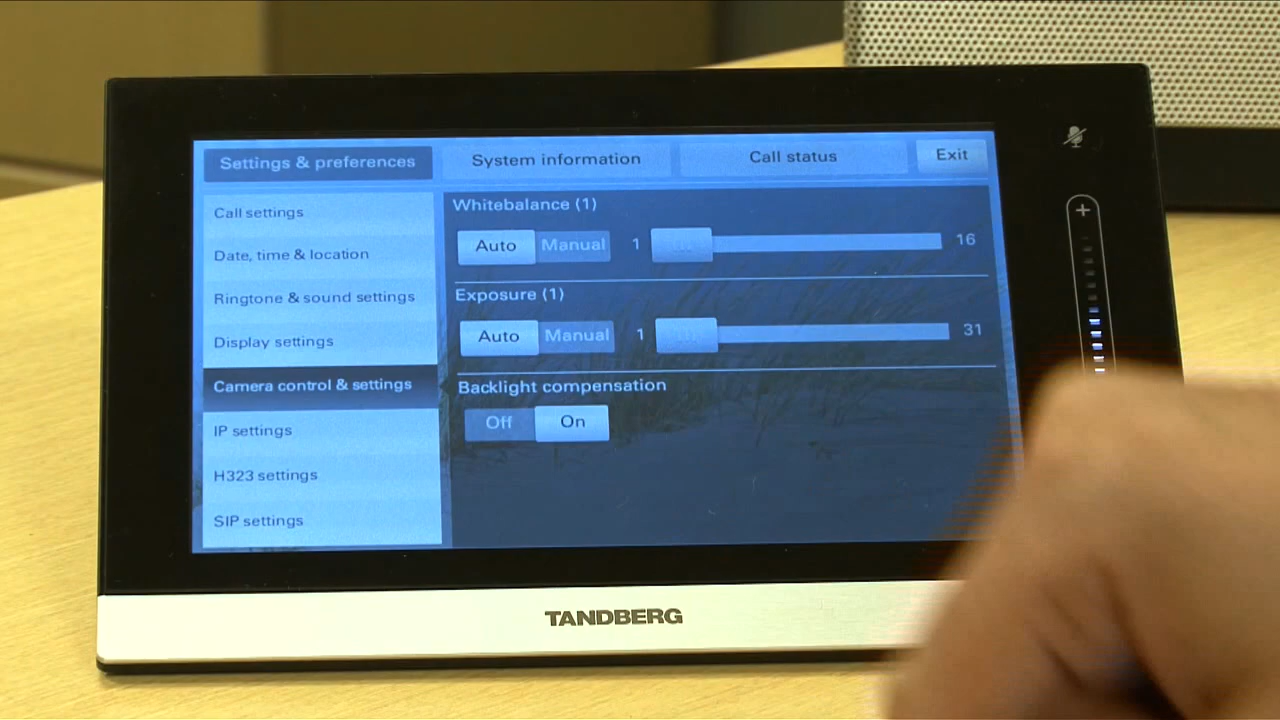 Settings & preferences
System information
Call status
Exit
Call settings
Date, time & location
Ringtone & sound settings
Display settings
Camera control & settings
IP settings
H323 settings
SIP settings
Whitebalance (1)
Auto Manual 1 16
Exposure (1)
Auto Manual 1 31
Backlight compensation
Off On
+
TANDBERG